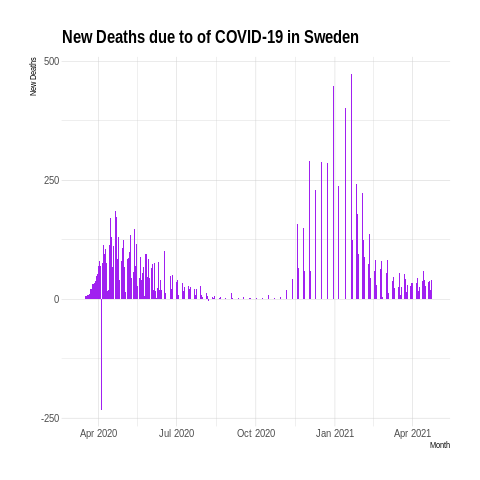 New Deaths due to of COVID-19 in Sweden
New Deaths
500
250
0
-250
Apr 2020 Jul 2020 Oct 2020 Jan 2021 Apr 2021
Month